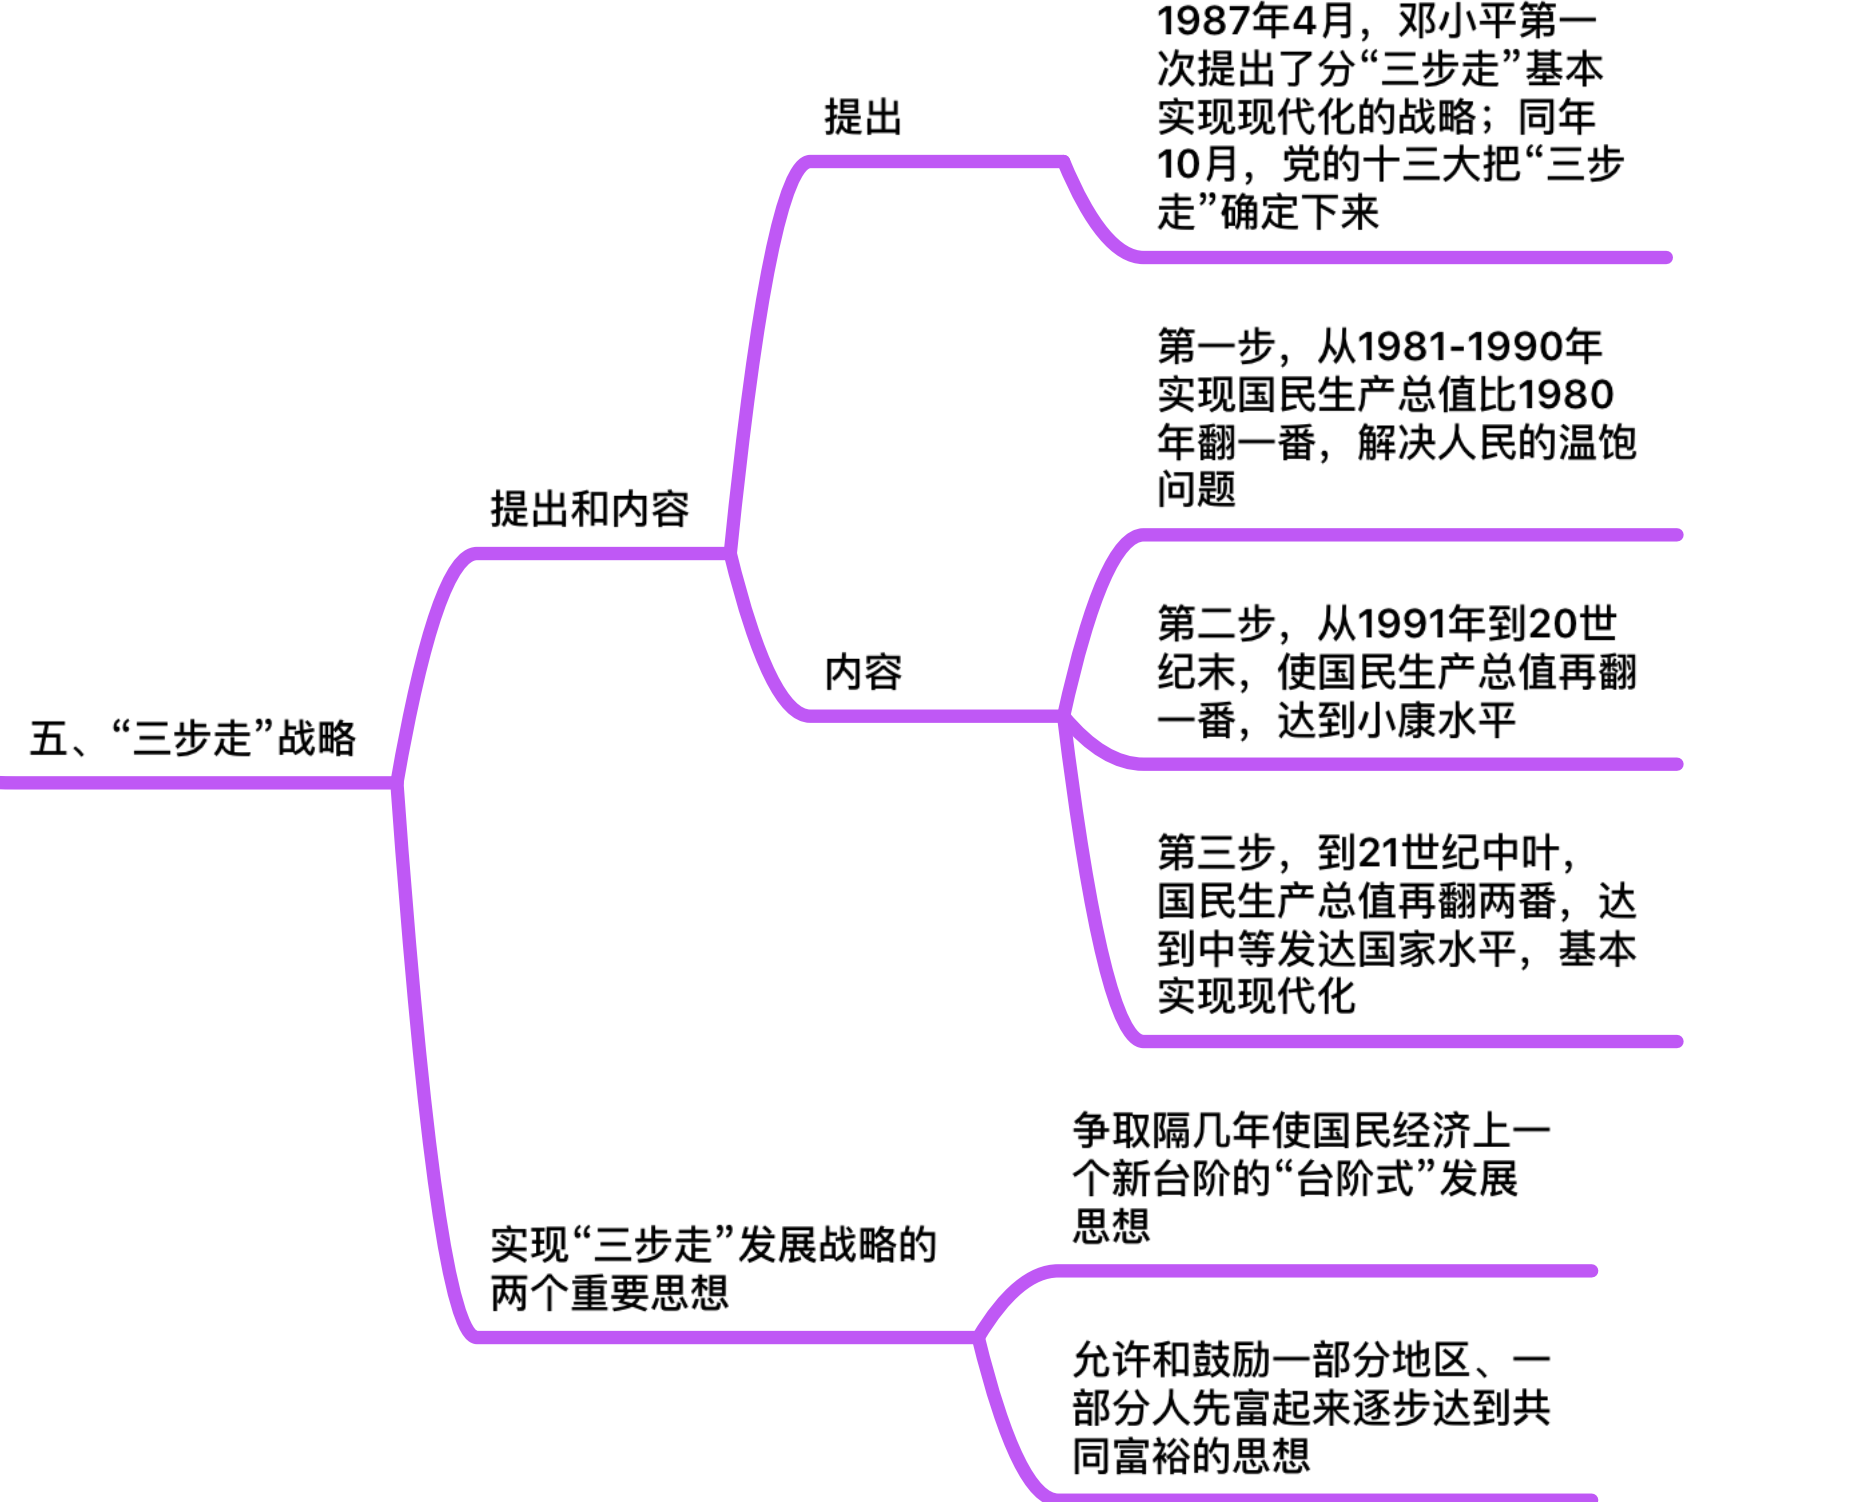 1987年4月，邓小平第一
次提出了分“三步走”基本
实现现代化的战略；同年
10月，党的十三大把“三步
走”确定下来
提出
第一步，从1981-1990年
实现国民生产总值比1980
年翻一番，解决人民的温饱
问题
提出和内容
第二步，从1991年到20世
纪末，使国民生产总值再翻
一番，达到小康水平
内容
五、“三步走”战略
第三步，到21世纪中叶，
国民生产总值再翻两番，达
到中等发达国家水平，基本
实现现代化
争取隔几年使国民经济上一
个新台阶的“台阶式”发展
思想
实现“三步走”发展战略的
两个重要思想
允许和鼓励一部分地区、一
部分人先富起来逐步达到共
同富裕的思想